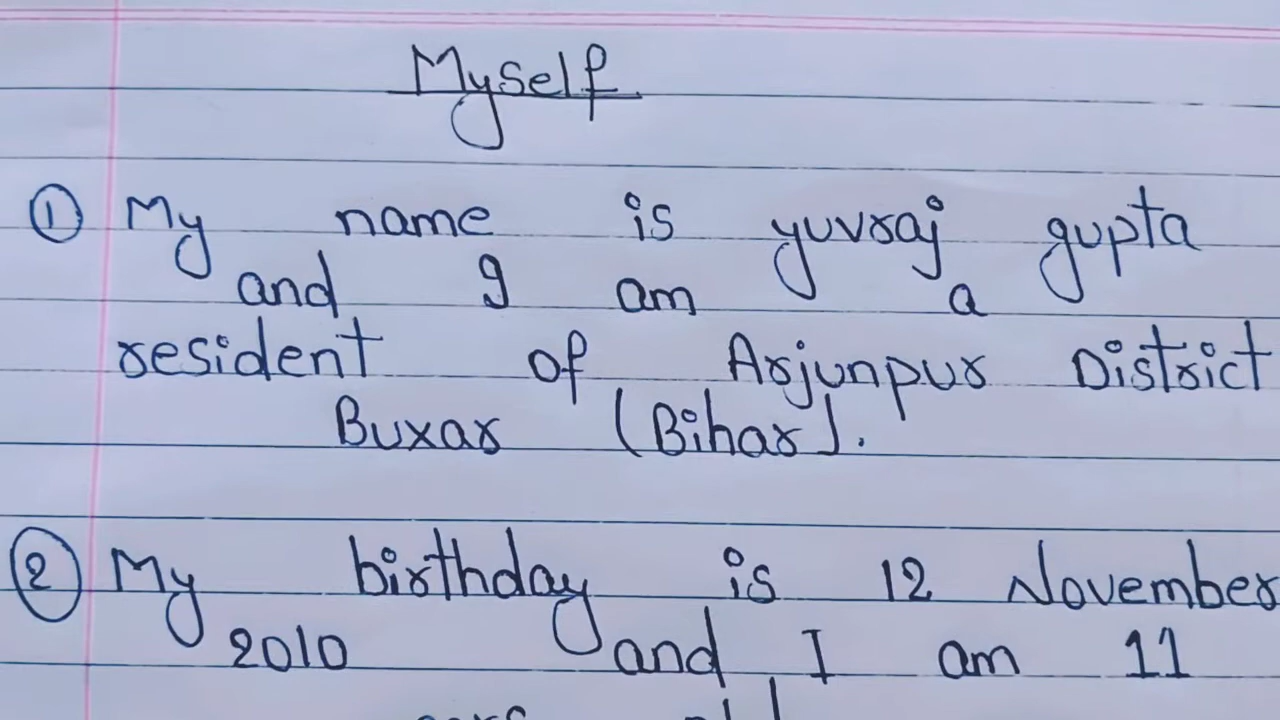 Myself
① My name is yuvraj gupta
and I am a
resident of Arjunpur District
Buxar (Bihar).
② My birthday is 12 November
2010 and I am 11